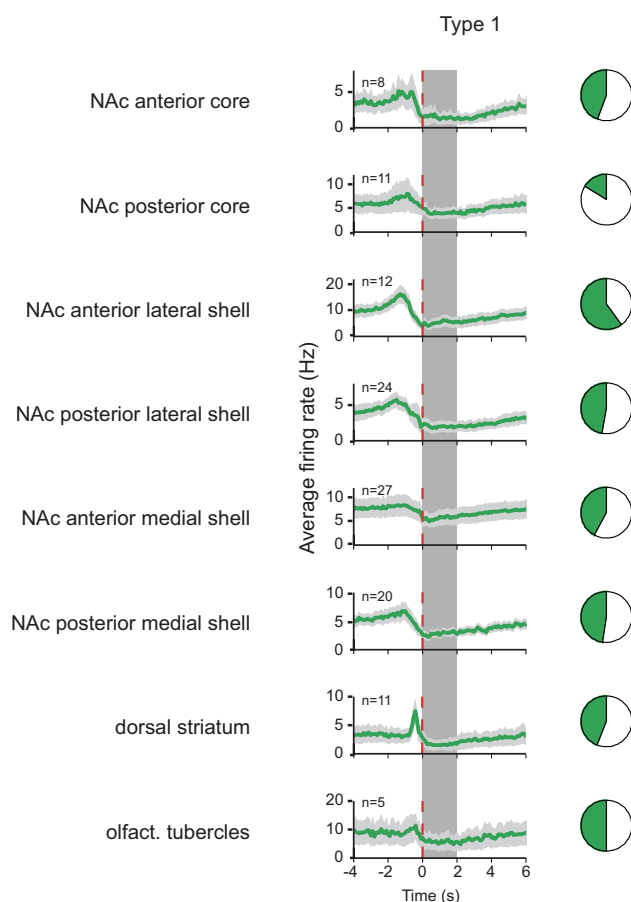 Type 1
NAc anterior core
n=8
5
0
NAc posterior core
n=11
10
5
0
NAc anterior lateral shell
n=12
20
10
0
NAc posterior lateral shell
n=24
5
0
NAc anterior medial shell
n=27
10
5
0
NAc posterior medial shell
n=20
10
5
0
dorsal striatum
n=11
10
5
0
olfact. tubercles
n=5
20
10
0
Average firing rate (Hz)
-4 -2 0 2 4 6
Time (s)